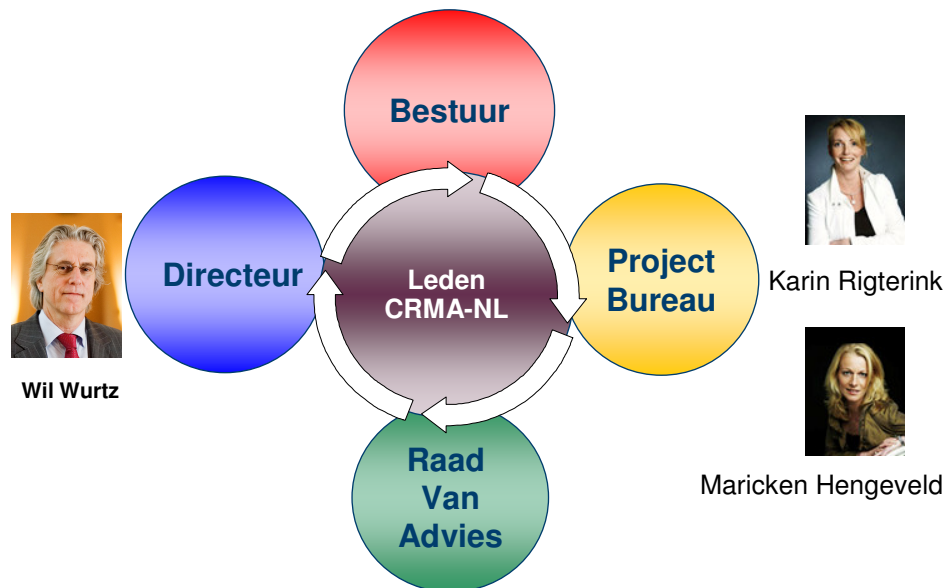 Bestuur
Directeur
Leden
CRMA-NL
Project
Bureau
Karin Rigterink
Wil Wurtz
Raad
Van
Advies
Maricken Hengeveld